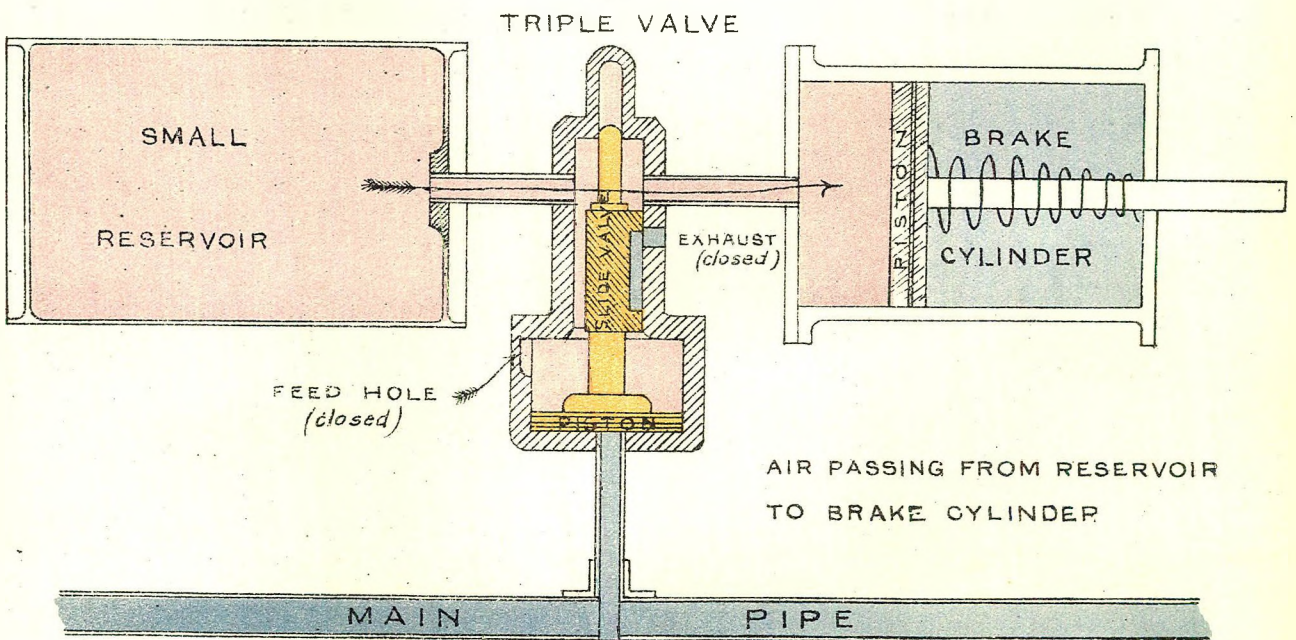 TRIPLE VALVE
SMALL
RESERVOIR
SLIDE VALVE
EXHAUST
(closed)
PISTON
BRAKE
CYLINDER
FEED HOLE
(closed)
PISTON
AIR PASSING FROM RESERVOIR
TO BRAKE CYLINDER
MAIN PIPE